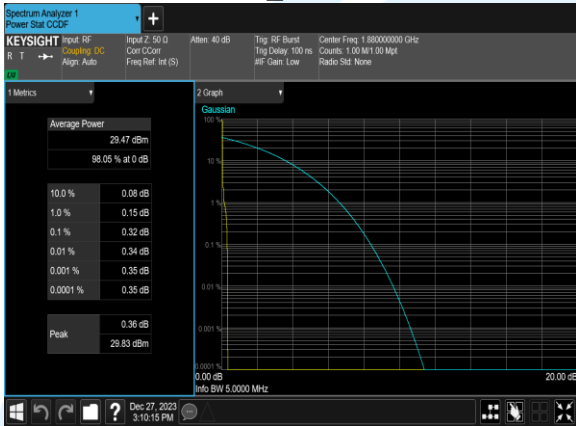 Spectrum Analyzer 1
Power Stat CCDF
+
KEYSIGHT Input: RF Input Z: 50 Ω Atten: 40 dB Trig: RF Burst Center Freq: 1.880000000 GHz
R T Coupling: DC Corr CCorr Trig Delay: 100 ns Counts: 1.00 M/1.00 Mpt
Align: Auto Freq Ref: Int (S) #IF Gain: Low Radio Std: None
LXI
1 Metrics
2 Graph
Gaussian
Average Power
29.47 dBm
98.05 % at 0 dB
10.0 % 0.08 dB
1.0 % 0.15 dB
0.1 % 0.32 dB
0.01 % 0.34 dB
0.001 % 0.35 dB
0.0001 % 0.35 dB
Peak 0.36 dB
29.83 dBm
100 %
10 %
1 %
0.1 %
0.01 %
0.001 %
0.0001 %
0.00 dB 20.00 dB
Info BW 5.0000 MHz
? Dec 27, 2023
3:10:15 PM